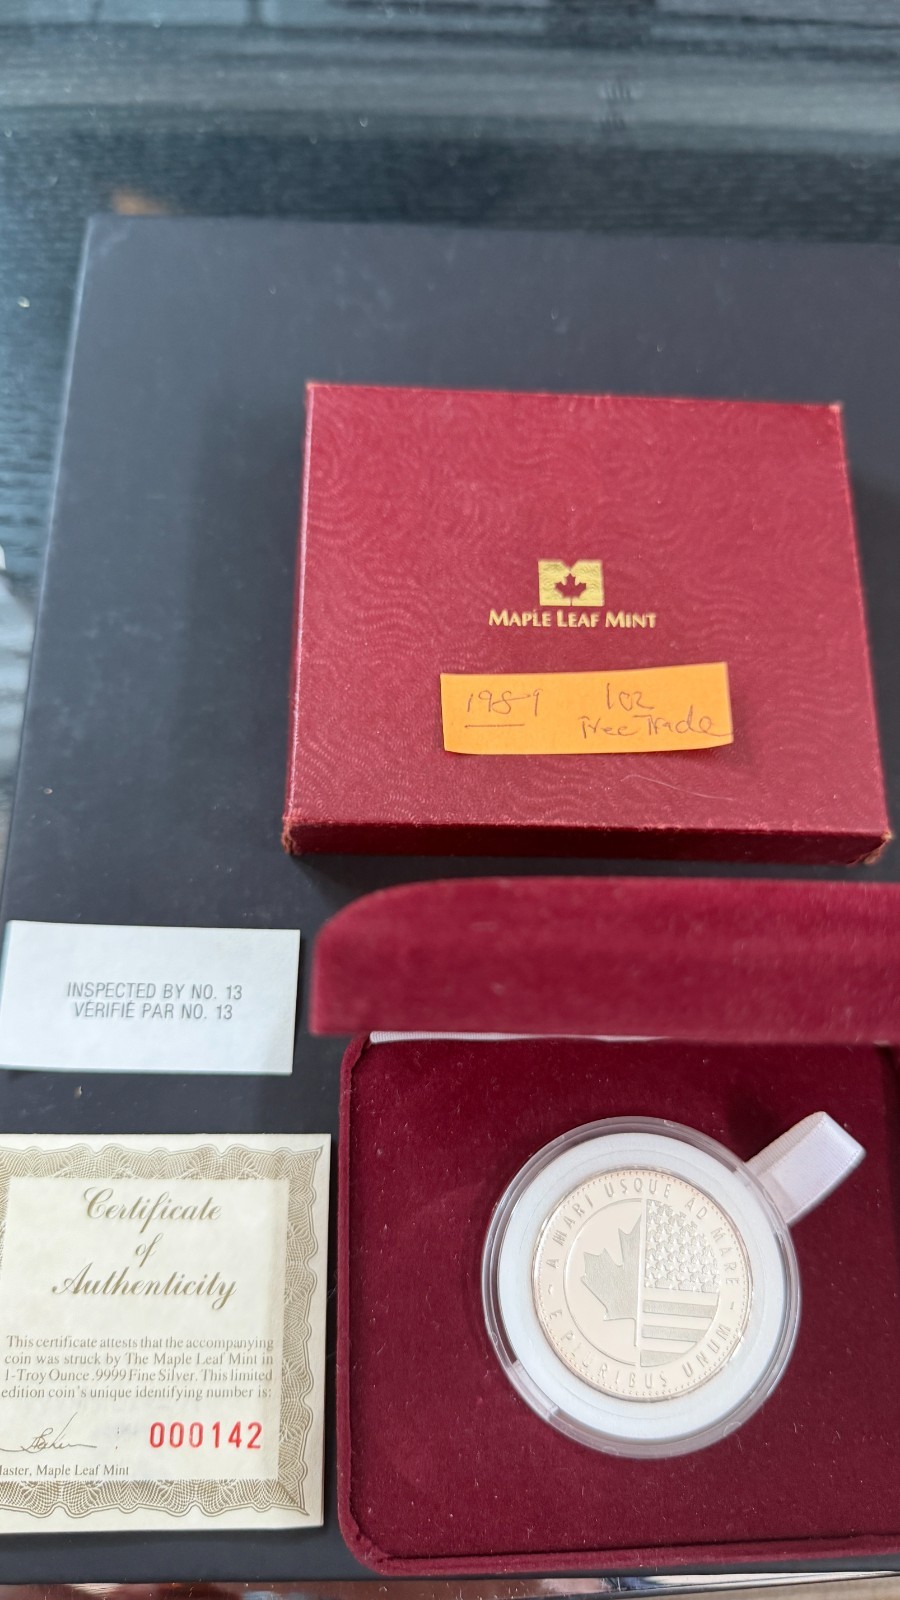 MAPLE LEAF MINT
1989 1oz
Free Trade
INSPECTED BY NO. 13
VÉRIFIÉ PAR NO. 13
Certificate
of
Authenticity
This certificate attests that the accompanying
coin was struck by The Maple Leaf Mint in
1-Troy Ounce .9999 Fine Silver. This limited
edition coin's unique identifying number is:
000142
Master, Maple Leaf Mint
A MARI USQUE AD MARE -
E PLURIBUS UNUM -